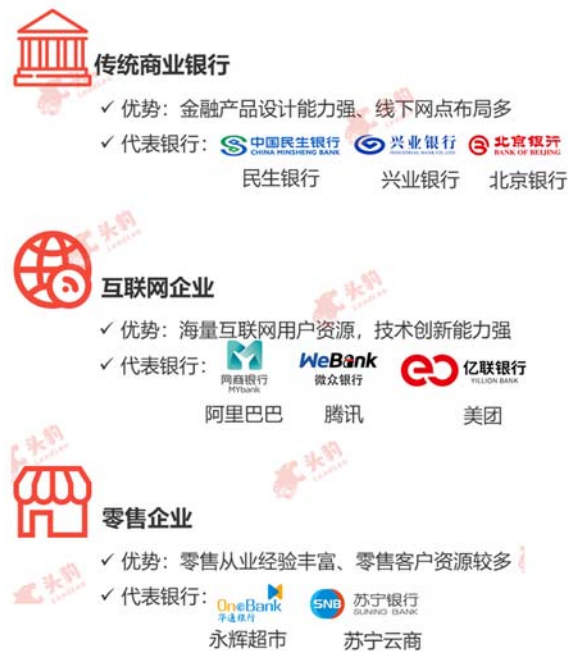 传统商业银行
✓ 优势：金融产品设计能力强、线下网点布局多
✓ 代表银行：中国民生银行 CHINA MINSHENG BANK 兴业银行 INDUSTRIAL BANK CO.,LTD. 北京银行 BANK OF BEIJING
民生银行 兴业银行 北京银行
互联网企业
✓ 优势：海量互联网用户资源，技术创新能力强
✓ 代表银行：网商银行 MYbank WeBank 微众银行 亿联银行 YILLION BANK
阿里巴巴 腾讯 美团
零售企业
✓ 优势：零售从业经验丰富、零售客户资源较多
✓ 代表银行：OneBank 华通银行 SNB 苏宁银行 SUNING BANK
永辉超市 苏宁云商
头豹 LeadLeo